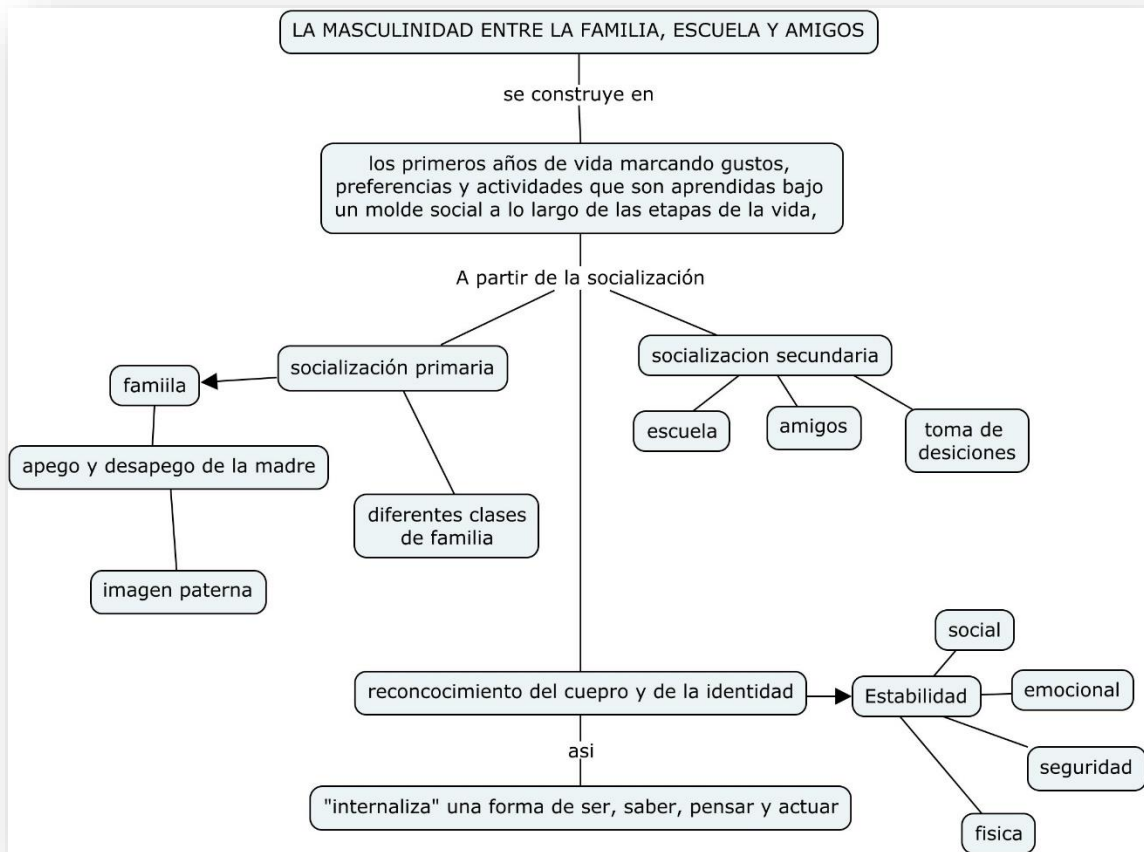 LA MASCULINIDAD ENTRE LA FAMILIA, ESCUELA Y AMIGOS
se construye en
los primeros años de vida marcando gustos,
preferencias y actividades que son aprendidas bajo
un molde social a lo largo de las etapas de la vida,
A partir de la socialización
socialización primaria
famiila
apego y desapego de la madre
imagen paterna
diferentes clases
de familia
socializacion secundaria
escuela
amigos
toma de
desiciones
reconcocimiento del cuepro y de la identidad
Estabilidad
social
emocional
seguridad
fisica
asi
"internaliza" una forma de ser, saber, pensar y actuar